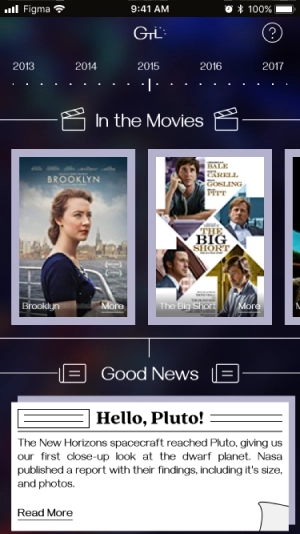 Figma
9:41 AM
100%
GTL
?
2013 2014 2015 2016 2017
In the Movies
BROOKLYN
Brooklyn More
BALE
CARELL
GOSLING
PITT
THE
BIG
SHORT
The Big Short More
M
Good News
Hello, Pluto!
The New Horizons spacecraft reached Pluto, giving us
our first close-up look at the dwarf planet. Nasa
published a report with their findings, including it's size,
and photos.
Read More